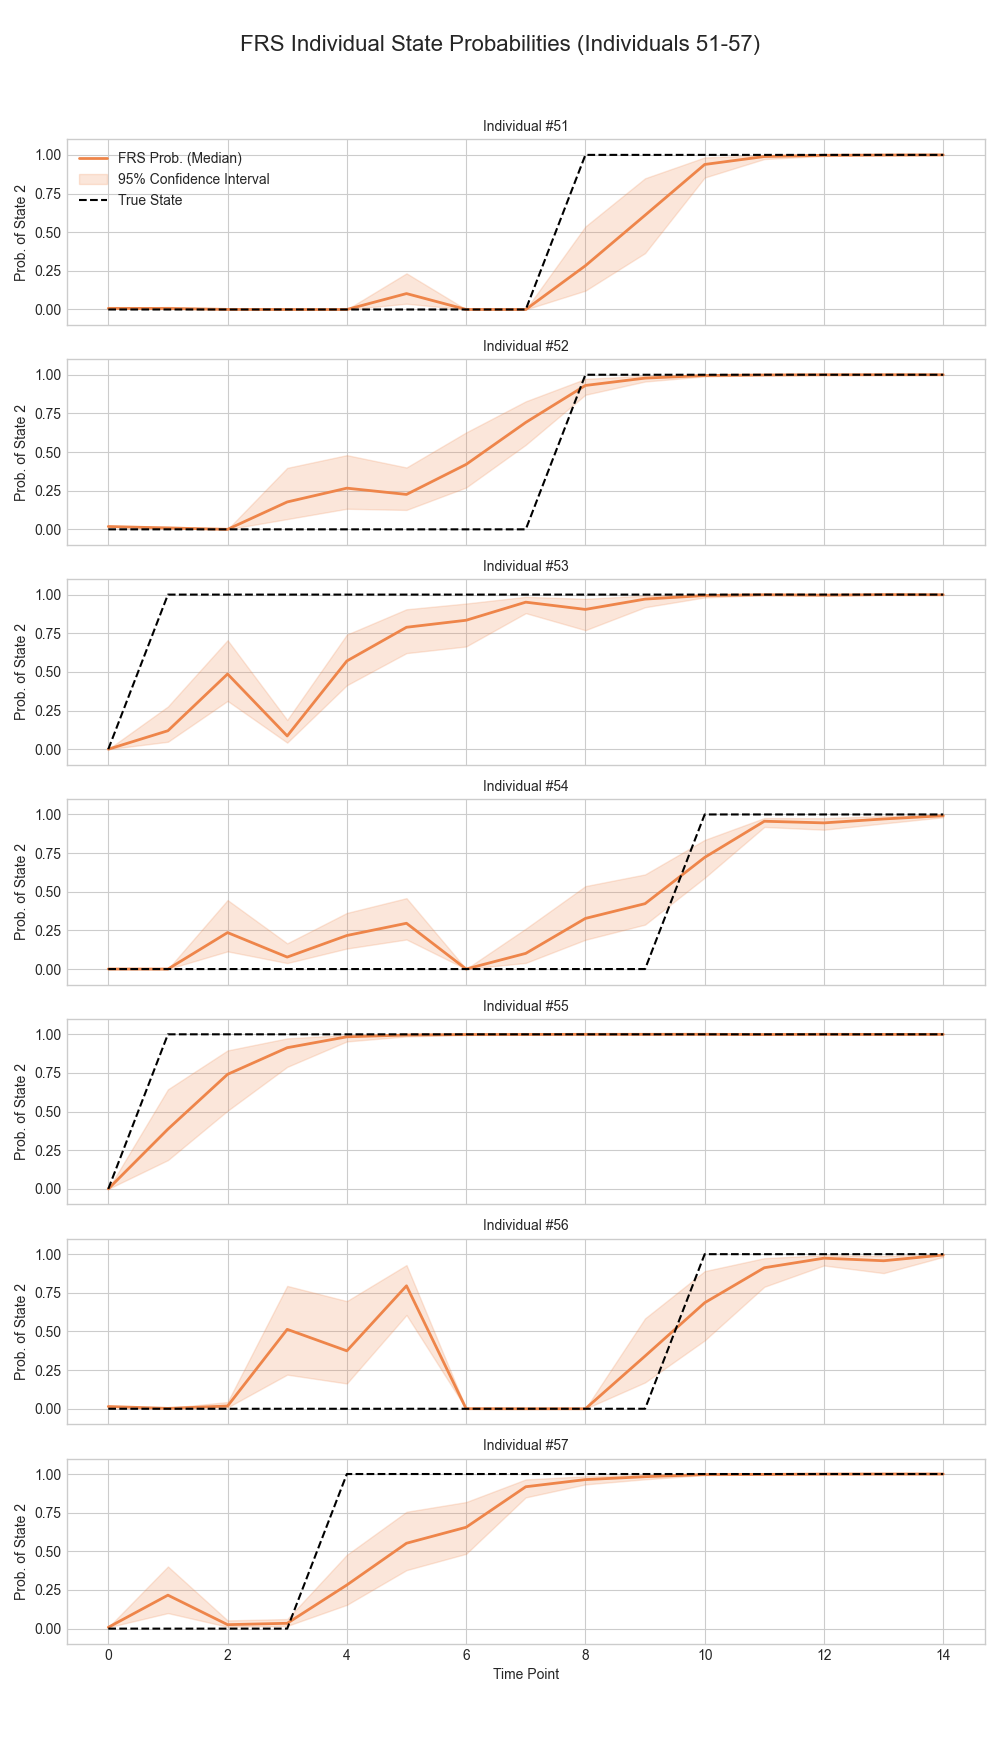 FRS Individual State Probabilities (Individuals 51-57)
Individual #51
FRS Prob. (Median)
95% Confidence Interval
True State
Prob. of State 2
1.00
0.75
0.50
0.25
0.00
Individual #52
Prob. of State 2
1.00
0.75
0.50
0.25
0.00
Individual #53
Prob. of State 2
1.00
0.75
0.50
0.25
0.00
Individual #54
Prob. of State 2
1.00
0.75
0.50
0.25
0.00
Individual #55
Prob. of State 2
1.00
0.75
0.50
0.25
0.00
Individual #56
Prob. of State 2
1.00
0.75
0.50
0.25
0.00
Individual #57
Prob. of State 2
1.00
0.75
0.50
0.25
0.00
0 2 4 6 8 10 12 14
Time Point